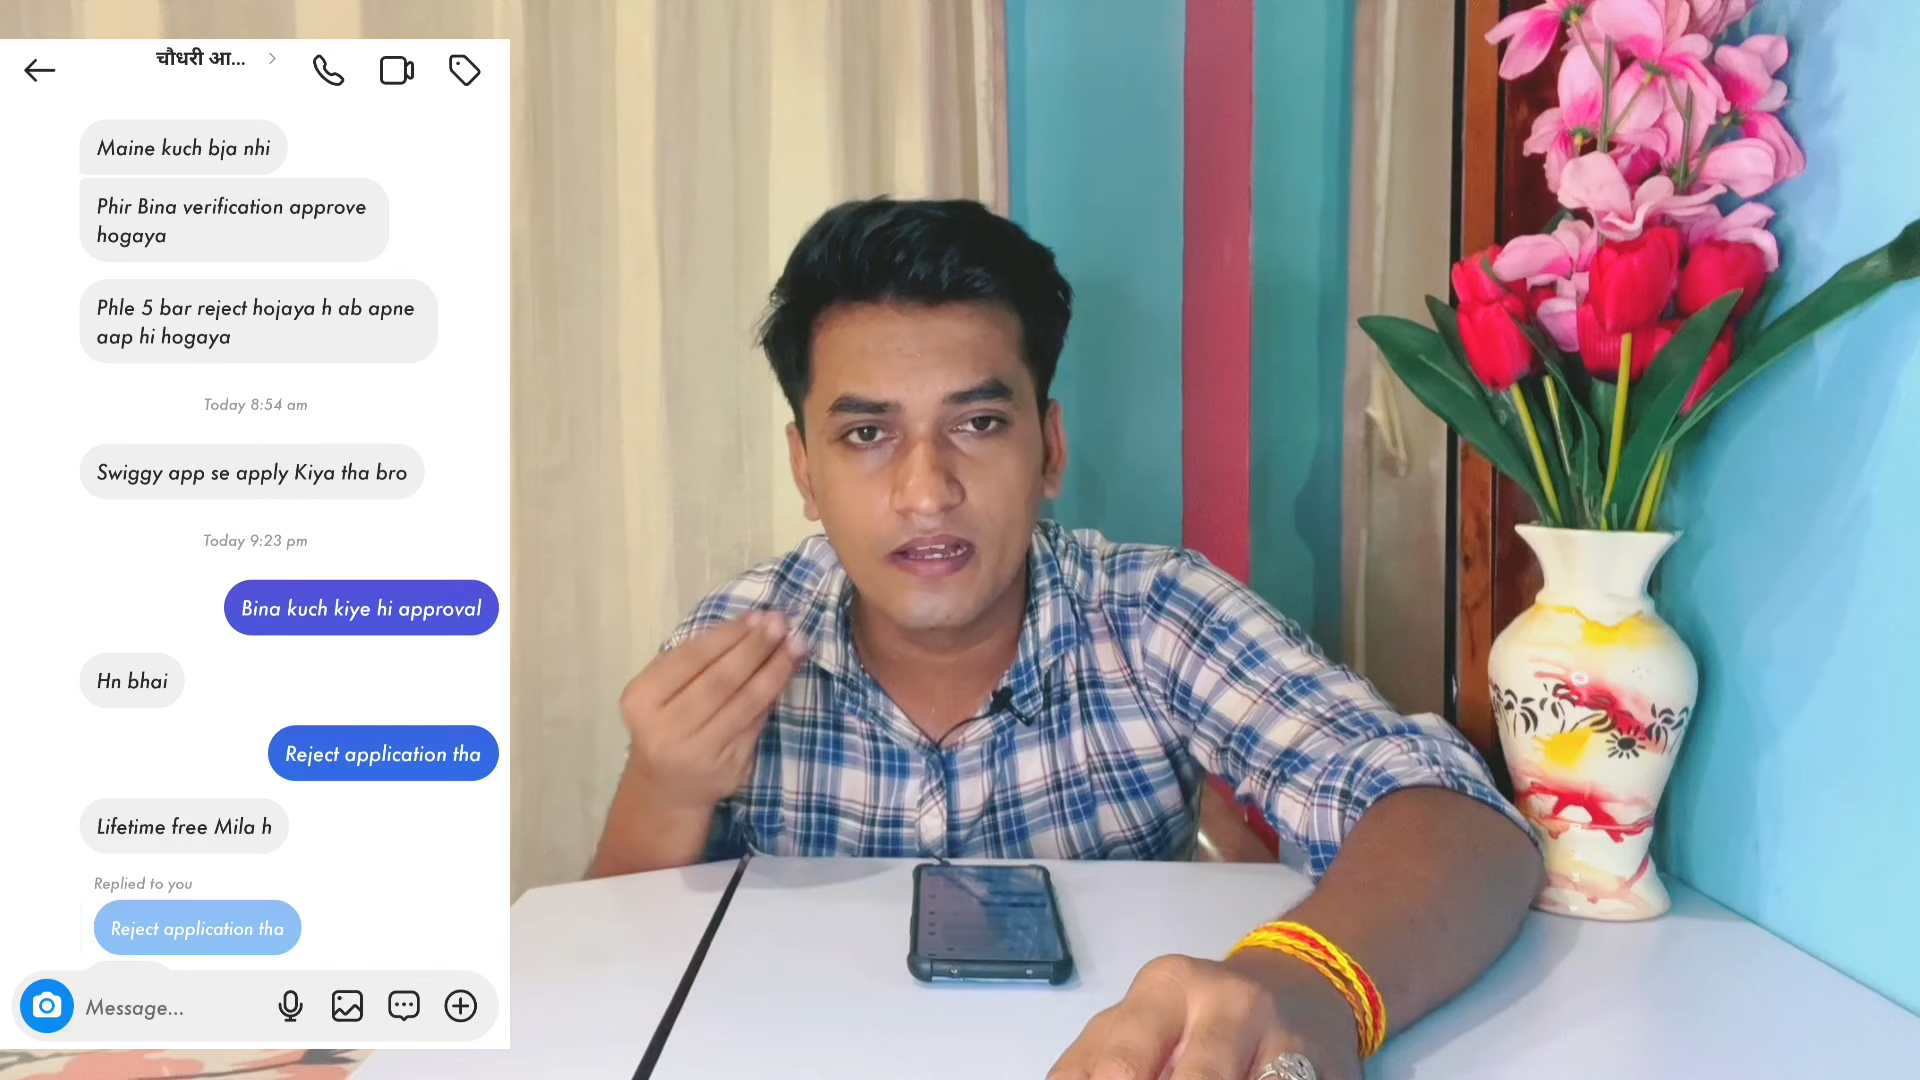 चौधरी आ...
Maine kuch bja nhi
Phir Bina verification approve
hogaya
Phle 5 bar reject hojaya h ab apne
aap hi hogaya
Today 8:54 am
Swiggy app se apply Kiya tha bro
Today 9:23 pm
Bina kuch kiye hi approval
Hn bhai
Reject application tha
Lifetime free Mila h
Replied to you
Reject application tha
Message...